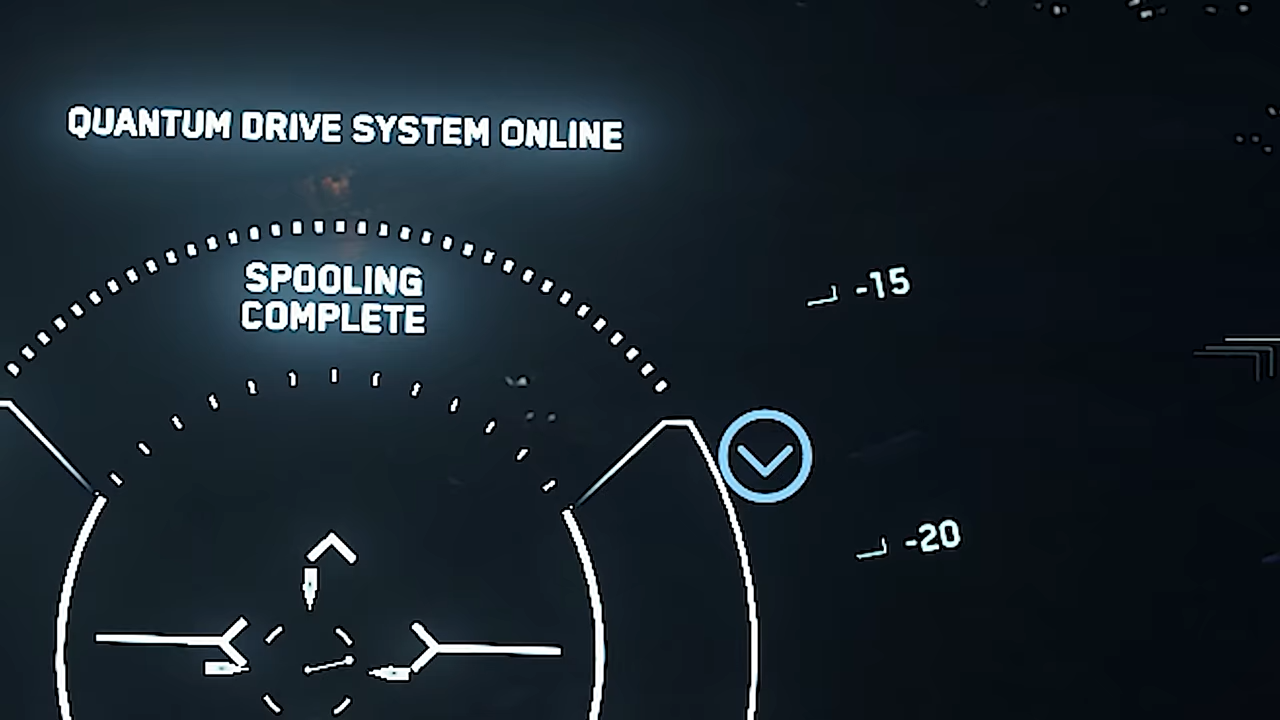 QUANTUM DRIVE SYSTEM ONLINE
SPOOLING
COMPLETE
-15
-20